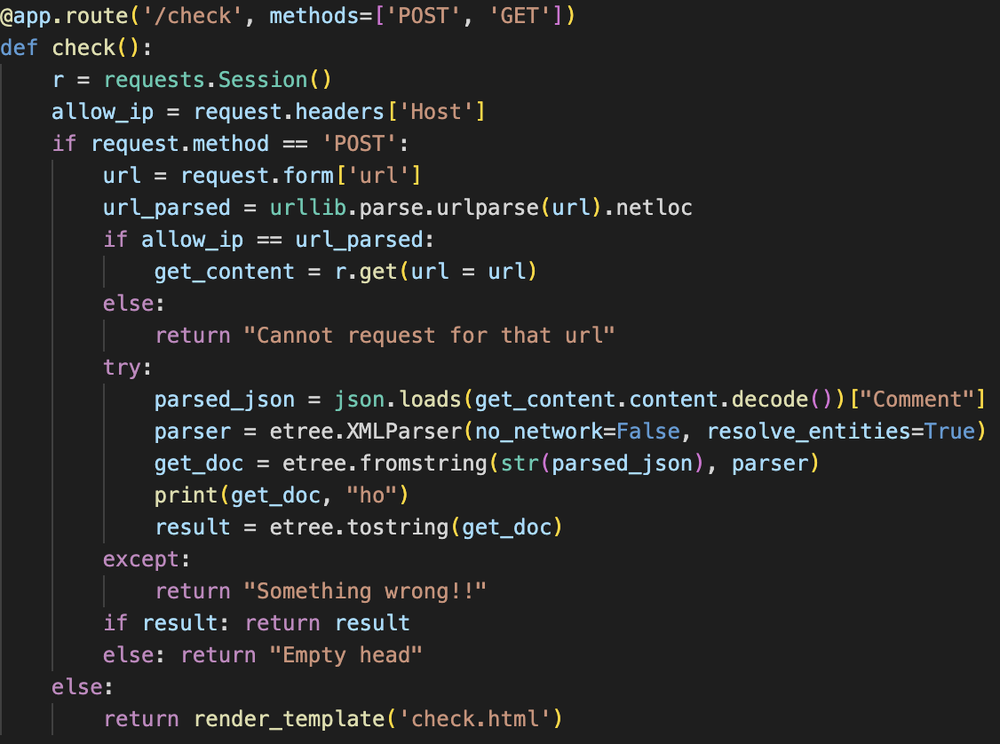 @app.route('/check', methods=['POST', 'GET'])
def check():
    r = requests.Session()
    allow_ip = request.headers['Host']
    if request.method == 'POST':
        url = request.form['url']
        url_parsed = urllib.parse.urlparse(url).netloc
        if allow_ip == url_parsed:
            get_content = r.get(url = url)
        else:
            return "Cannot request for that url"
        try:
            parsed_json = json.loads(get_content.content.decode())["Comment"]
            parser = etree.XMLParser(no_network=False, resolve_entities=True)
            get_doc = etree.fromstring(str(parsed_json), parser)
            print(get_doc, "ho")
            result = etree.tostring(get_doc)
        except:
            return "Something wrong!!"
        if result: return result
        else: return "Empty head"
    else:
        return render_template('check.html')